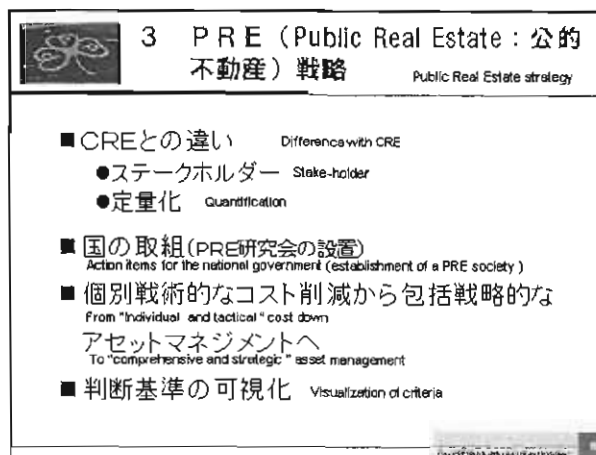 3 PRE(Public Real Estate:公的
不動産)戦略 Public Real Estate strategy
■CREとの違い Difference with CRE
●ステークホルダー Stake-holder
●定量化 Quantification
■国の取組(PRE研究会の設置)
Action items for the national government (establishment of a PRE society )
■個別戦術的なコスト削減から包括戦略的な
From "Individual and tactical" cost down
アセットマネジメントへ
To "comprehensive and strategic" asset management
■判断基準の可視化 Visualization of criteria